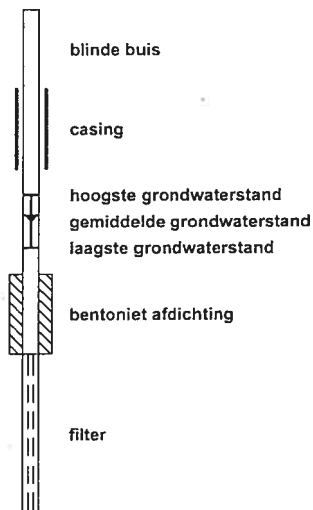 blinde buis
casing
hoogste grondwaterstand
gemiddelde grondwaterstand
laagste grondwaterstand
bentoniet afdichting
filter